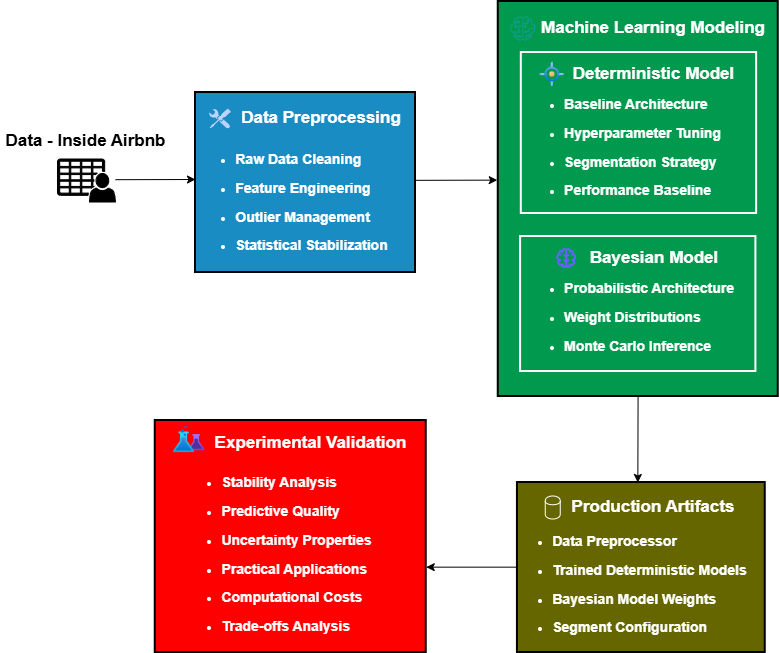 Data - Inside Airbnb
Data Preprocessing
Raw Data Cleaning
Feature Engineering
Outlier Management
Statistical Stabilization
Machine Learning Modeling
Deterministic Model
Baseline Architecture
Hyperparameter Tuning
Segmentation Strategy
Performance Baseline
Bayesian Model
Probabilistic Architecture
Weight Distributions
Monte Carlo Inference
Production Artifacts
Data Preprocessor
Trained Deterministic Models
Bayesian Model Weights
Segment Configuration
Experimental Validation
Stability Analysis
Predictive Quality
Uncertainty Properties
Practical Applications
Computational Costs
Trade-offs Analysis